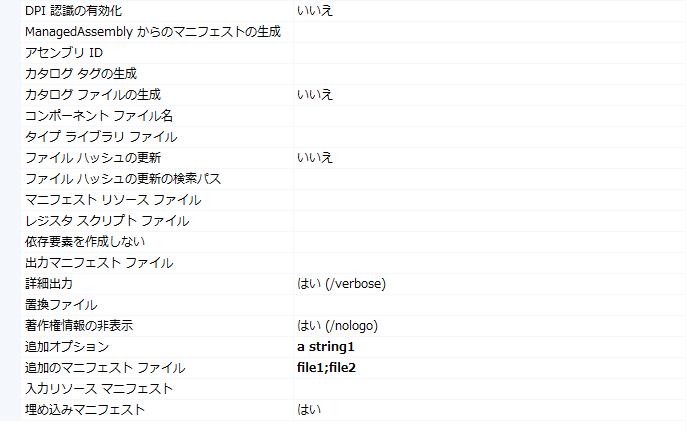 DPI 認識の有効化 いいえ
ManagedAssembly からのマニフェストの生成
アセンブリ ID
カタログ タグの生成
カタログ ファイルの生成 いいえ
コンポーネント ファイル名
タイプ ライブラリ ファイル
ファイル ハッシュの更新 いいえ
ファイル ハッシュの更新の検索パス
マニフェスト リソース ファイル
レジスタ スクリプト ファイル
依存要素を作成しない
出力マニフェスト ファイル
詳細出力 はい (/verbose)
置換ファイル
著作権情報の非表示 はい (/nologo)
追加オプション a string1
追加のマニフェスト ファイル file1;file2
入力リソース マニフェスト
埋め込みマニフェスト はい